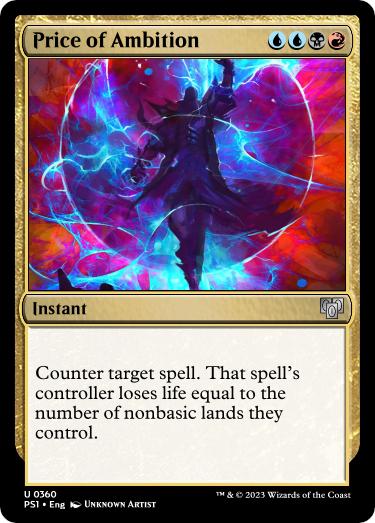 Price of Ambition
Instant
Counter target spell. That spell's
controller loses life equal to the
number of nonbasic lands they
control.
U 0360
PS1 • Eng Unknown Artist
™ & © 2023 Wizards of the Coast